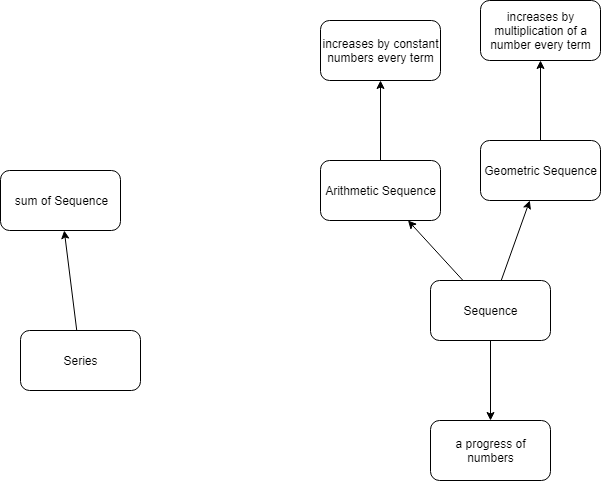 increases by
multiplication of a
number every term
increases by constant
numbers every term
Geometric Sequence
Arithmetic Sequence
sum of Sequence
Sequence
Series
a progress of
numbers